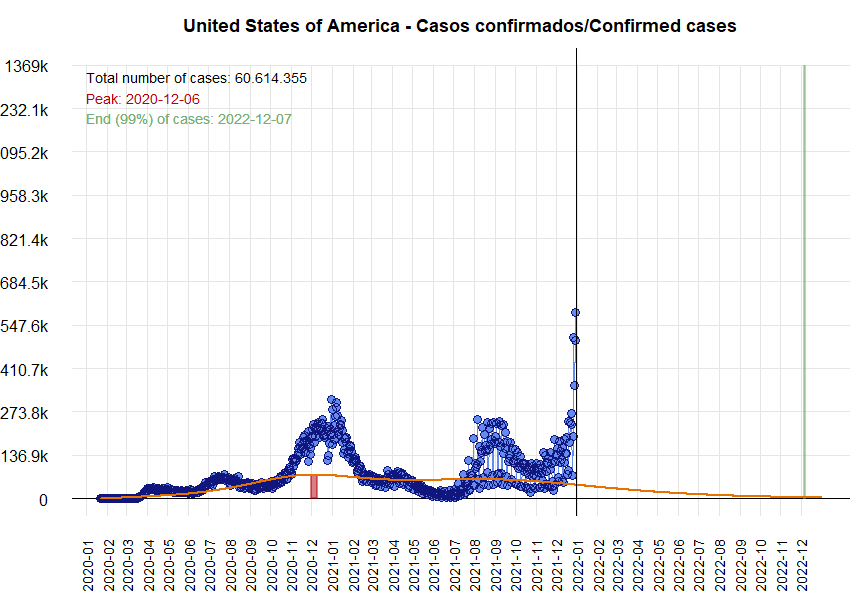 United States of America - Casos confirmados/Confirmed cases
1369k
Total number of cases: 60.614.355
Peak: 2020-12-06
232.1k
End (99%) of cases: 2022-12-07
095.2k
958.3k
821.4k
684.5k
547.6k
410.7k
273.8k
136.9k
0
2020-01
2020-02
2020-03
2020-04
2020-05
2020-06
2020-07
2020-08
2020-09
2020-10
2020-11
2020-12
2021-01
2021-02
2021-03
2021-04
2021-05
2021-06
2021-07
2021-08
2021-09
2021-10
2021-11
2021-12
2022-01
2022-02
2022-03
2022-04
2022-05
2022-06
2022-07
2022-08
2022-09
2022-10
2022-11
2022-12